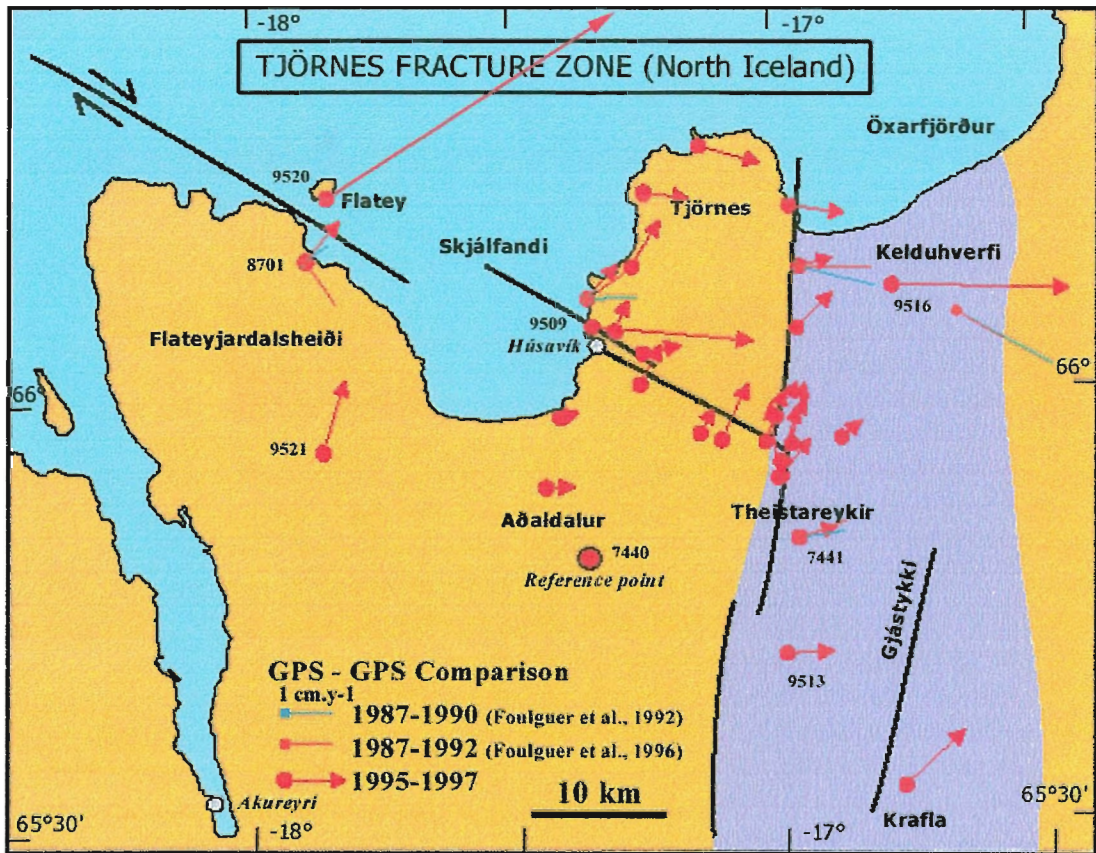 -18°
-17°
TJÖRNES FRACTURE ZONE (North Iceland)
Öxarfjörður
9520
Flatey
Tjörnes
Skjálfandi
Kelduhverfi
8701
9516
9509
Flateyjardalsheiði
Húsavík
66°
66°
9521
Theistareykir
Aðaldalur
7440
7441
Reference point
Gjástykki
GPS - GPS Comparison
9513
1 cm.y-1
1987-1990 (Foulguer et al., 1992)
1987-1992 (Foulguer et al., 1996)
1995-1997
10 km
Akureyri
Krafla
65°30'
65°30'
-18°
-17°